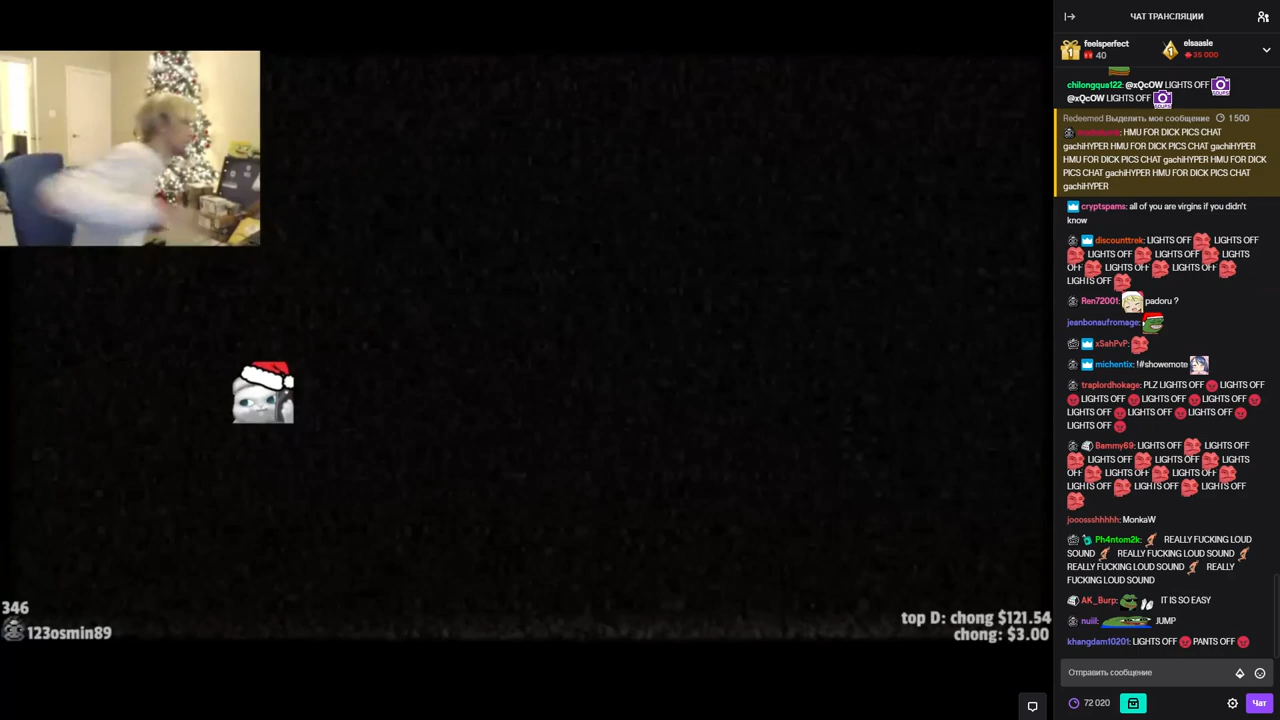 ЧАТ ТРАНСЛЯЦИИ
feelsperfect
40
elsaasle
35 000
chilongqua122: @xQcOW LIGHTS OFF
@xQcOW LIGHTS OFF
Redeemed Выделить мое сообщение 1 500
: HMU FOR DICK PICS CHAT
gachiHYPER HMU FOR DICK PICS CHAT gachiHYPER
HMU FOR DICK PICS CHAT gachiHYPER HMU FOR DICK
PICS CHAT gachiHYPER HMU FOR DICK PICS CHAT
gachiHYPER
cryptspams: all of you are virgins if you didn't
know
discounttrek: LIGHTS OFF LIGHTS OFF
LIGHTS OFF LIGHTS OFF LIGHTS
OFF LIGHTS OFF LIGHTS OFF
LIGHTS OFF
Ren72001: padoru ?
jeanbonaufromage:
xSahPvP:
michentix: !#showemote
traplordhokage: PLZ LIGHTS OFF LIGHTS OFF
LIGHTS OFF LIGHTS OFF LIGHTS OFF
LIGHTS OFF LIGHTS OFF LIGHTS OFF
LIGHTS OFF
Bammy69: LIGHTS OFF LIGHTS OFF
LIGHTS OFF LIGHTS OFF LIGHTS
OFF LIGHTS OFF LIGHTS OFF
LIGHTS OFF LIGHTS OFF LIGHTS OFF
jooossshhhhh: MonkaW
Ph4ntom2k: REALLY FUCKING LOUD
SOUND REALLY FUCKING LOUD SOUND
REALLY FUCKING LOUD SOUND REALLY
FUCKING LOUD SOUND
AK_Burp: IT IS SO EASY
nuiil: JUMP
khangdam10201: LIGHTS OFF PANTS OFF
346
123osmin89
top D: chong $121.54
chong: $3.00
Отправить сообщение
72 020
Чат